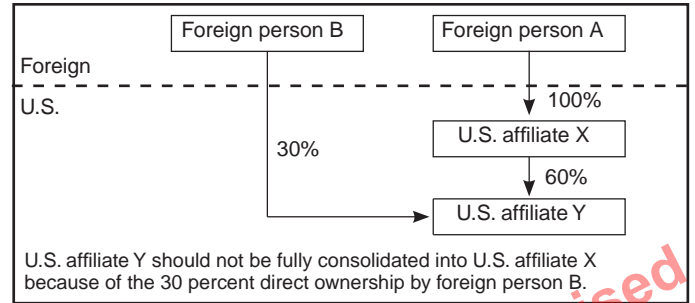 Foreign person B
Foreign person A
Foreign
U.S.
100%
U.S. affiliate X
30%
60%
U.S. affiliate Y
U.S. affiliate Y should not be fully consolidated into U.S. affiliate X
because of the 30 percent direct ownership by foreign person B.
ised